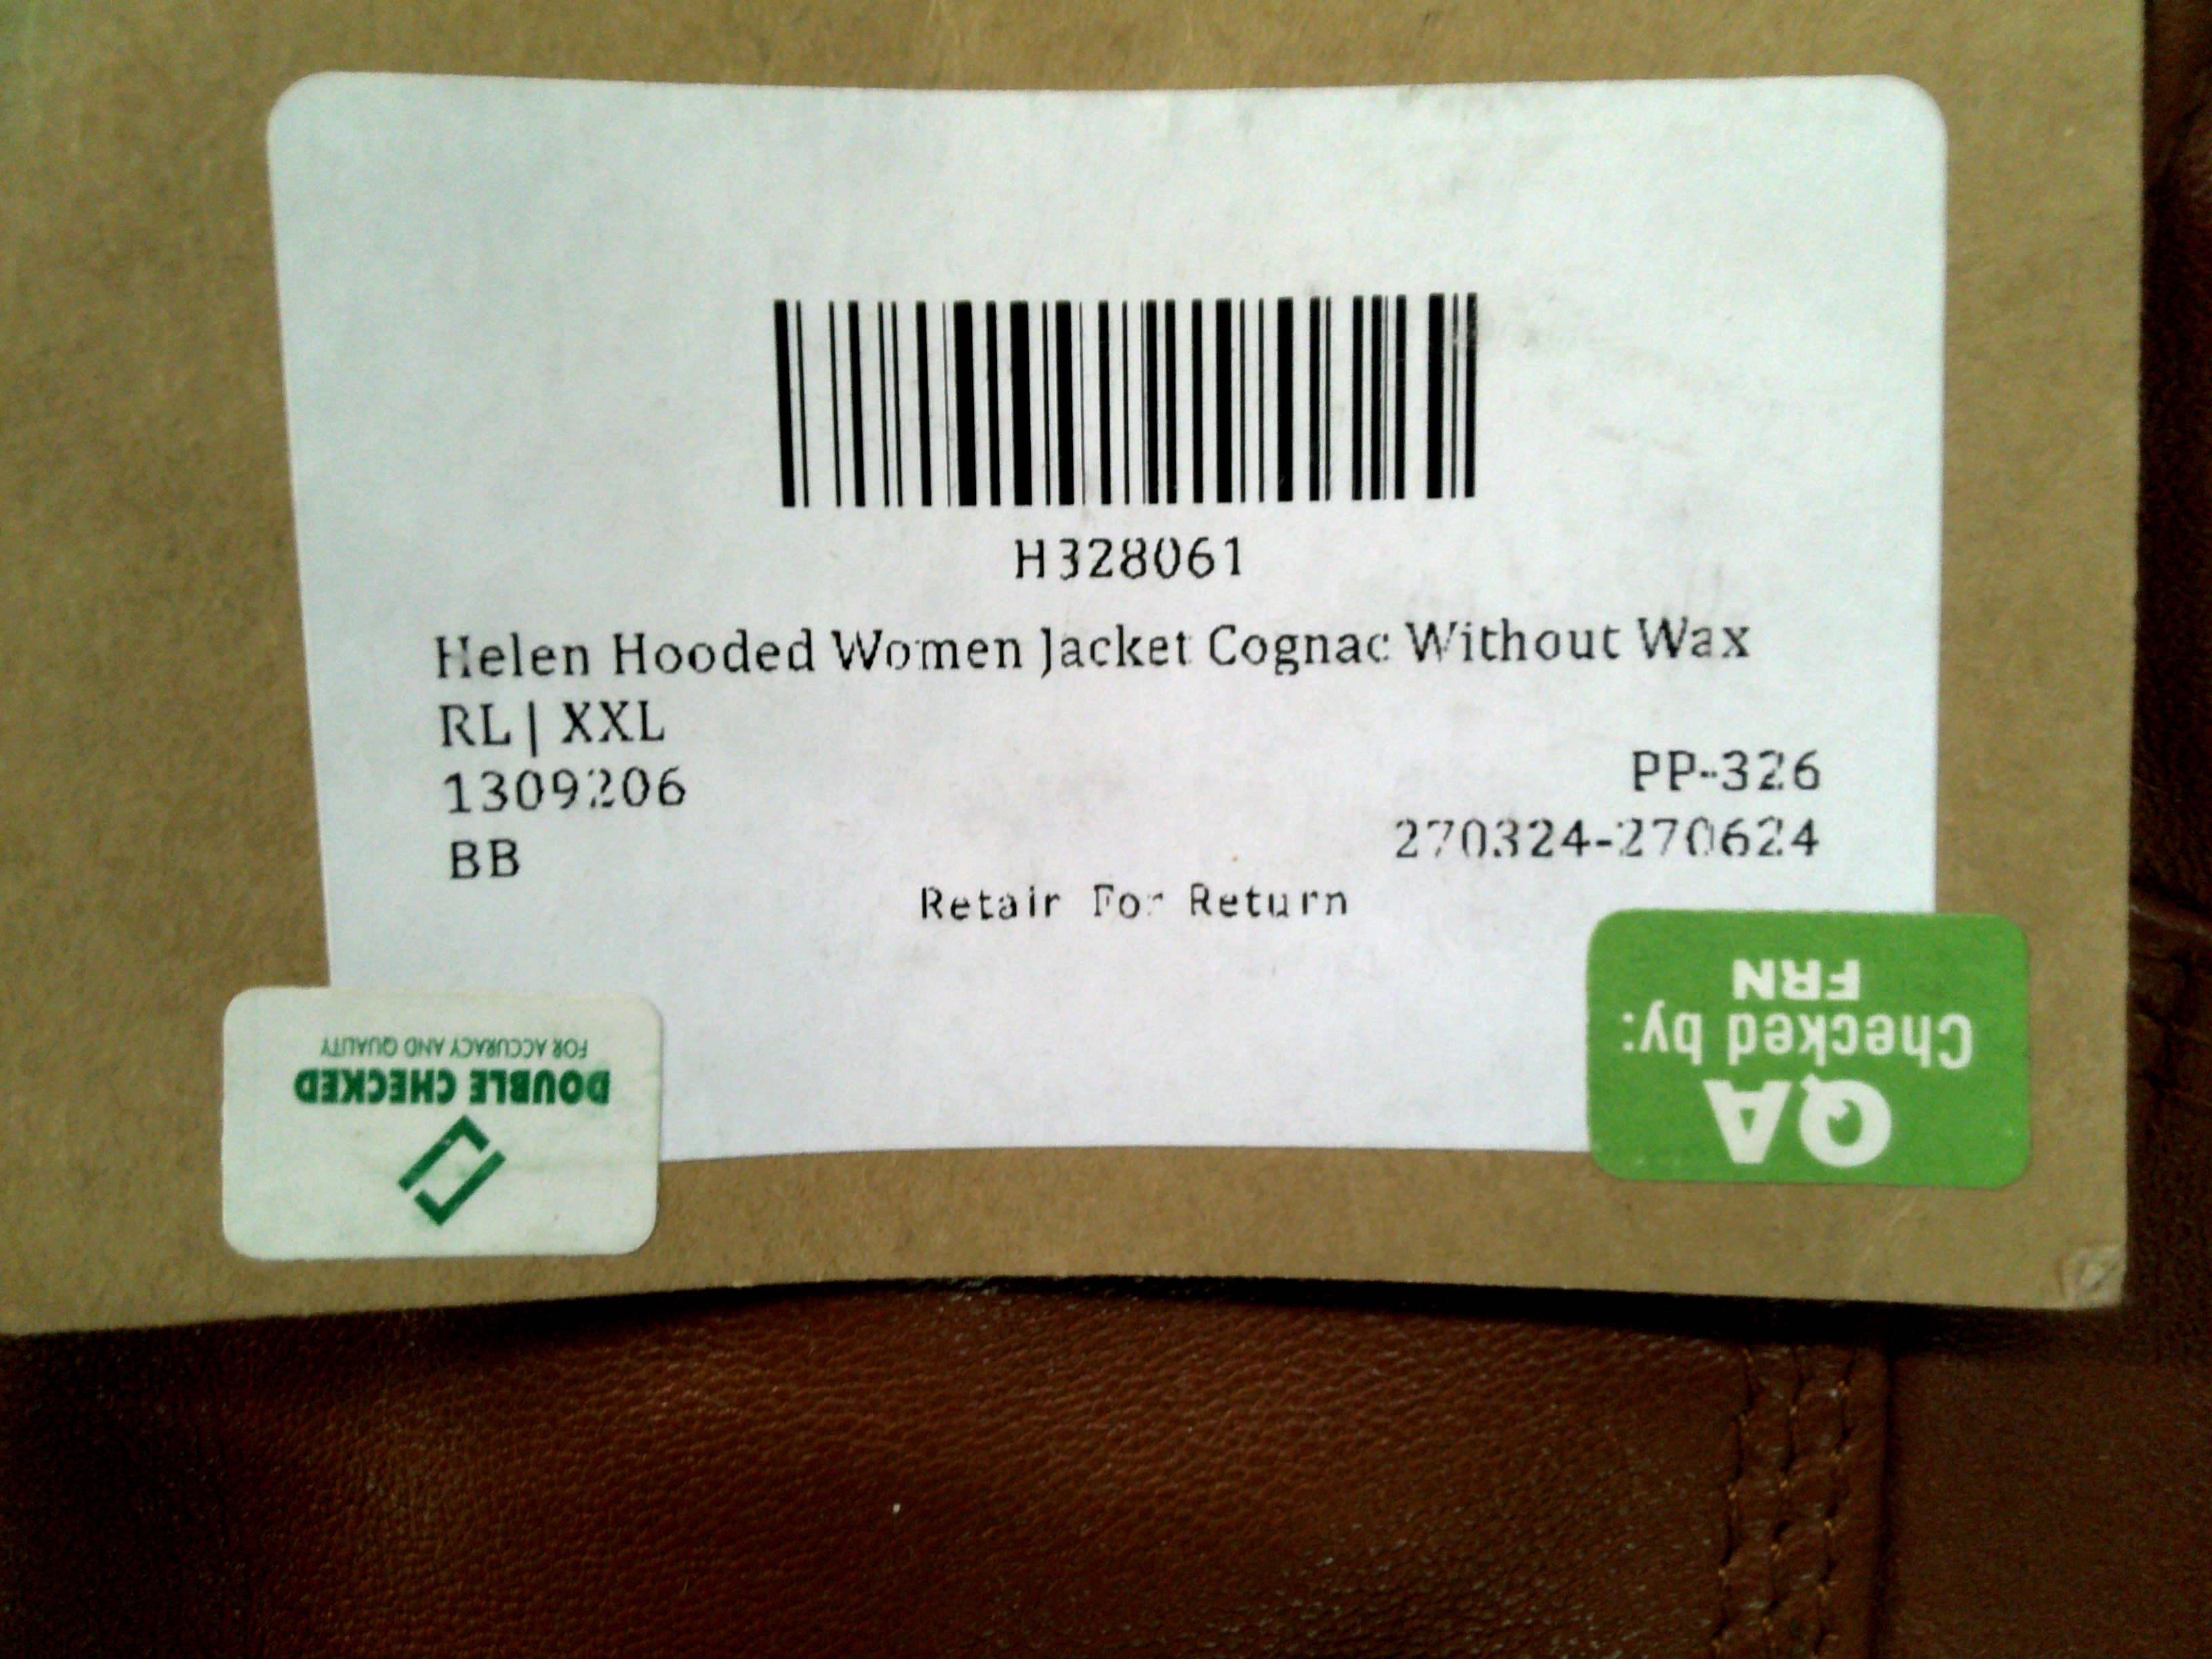 H328061
Helen Hooded Women Jacket Cognac Without Wax
RL | XXL
1309206
PP-326
BB
270324-270624
Retain For Return
DOUBLE CHECKED
FOR ACCURACY AND QUALITY
QA
Checked by:
FRN